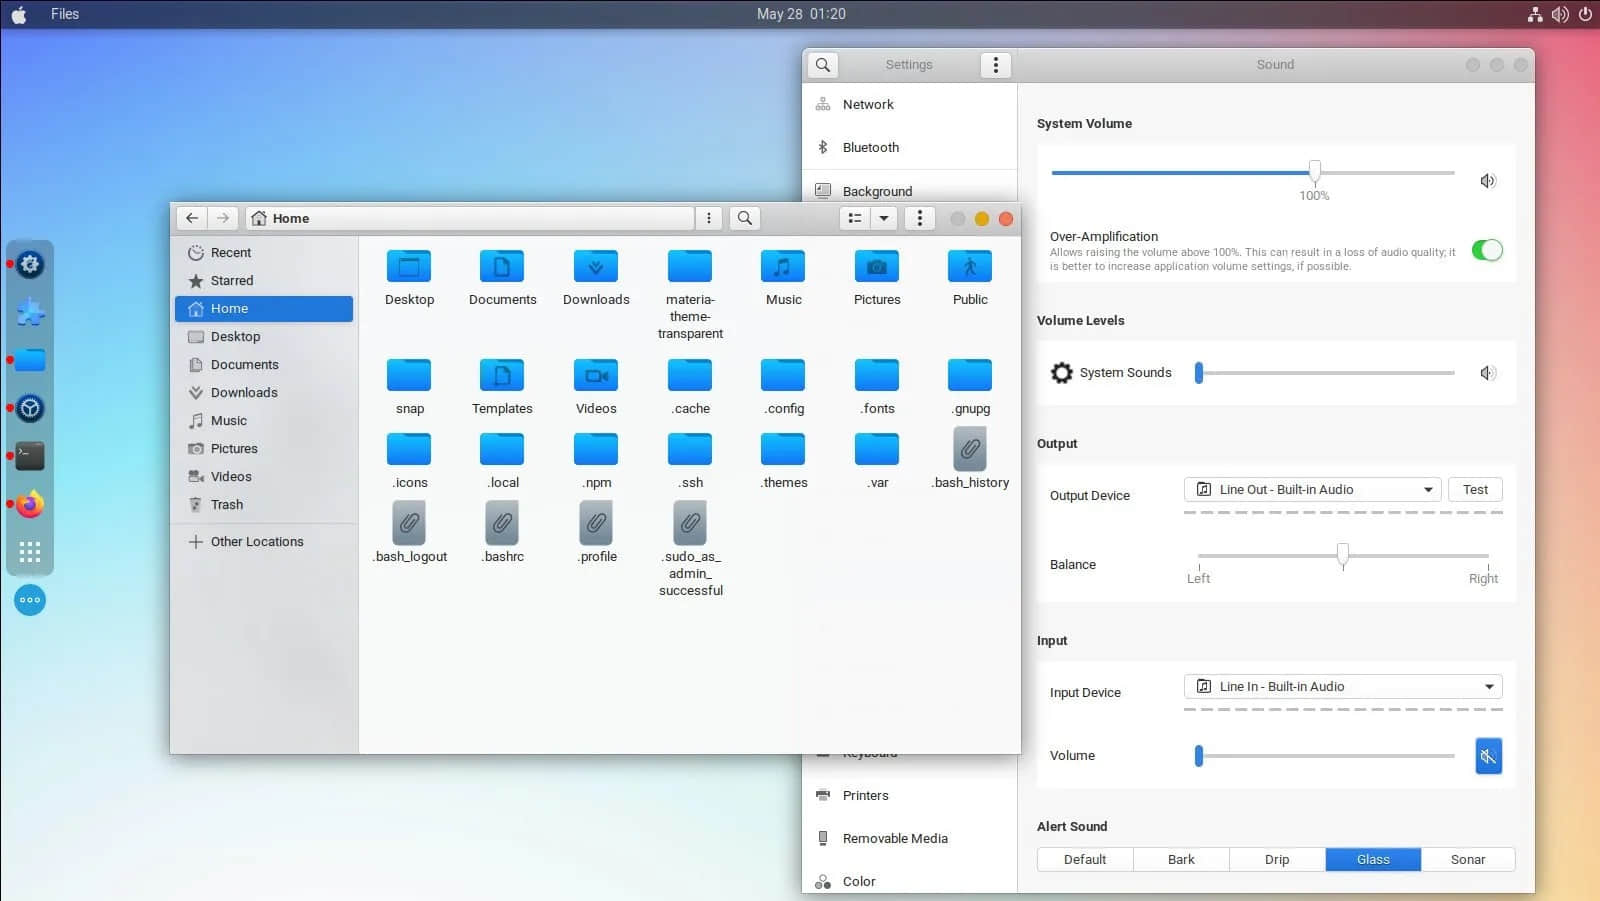 Files
May 28 01:20
Settings
Sound
Network
Bluetooth
Background
Keyboard
Printers
Removable Media
Color
System Volume
100%
Over-Amplification
Allows raising the volume above 100%. This can result in a loss of audio quality; it
is better to increase application volume settings, if possible.
Volume Levels
System Sounds
Output
Output Device
Line Out - Built-in Audio
Test
Balance
Left
Right
Input
Input Device
Line In - Built-in Audio
Volume
Alert Sound
Default
Bark
Drip
Glass
Sonar
Home
Recent
Starred
Home
Desktop
Documents
Downloads
Music
Pictures
Videos
Trash
Other Locations
Desktop
Documents
Downloads
materia-
theme-
transparent
Music
Pictures
Public
snap
Templates
Videos
.cache
.config
.fonts
.gnupg
.icons
.local
.npm
.ssh
.themes
.var
.bash_history
.bash_logout
.bashrc
.profile
.sudo_as_
admin_
successful